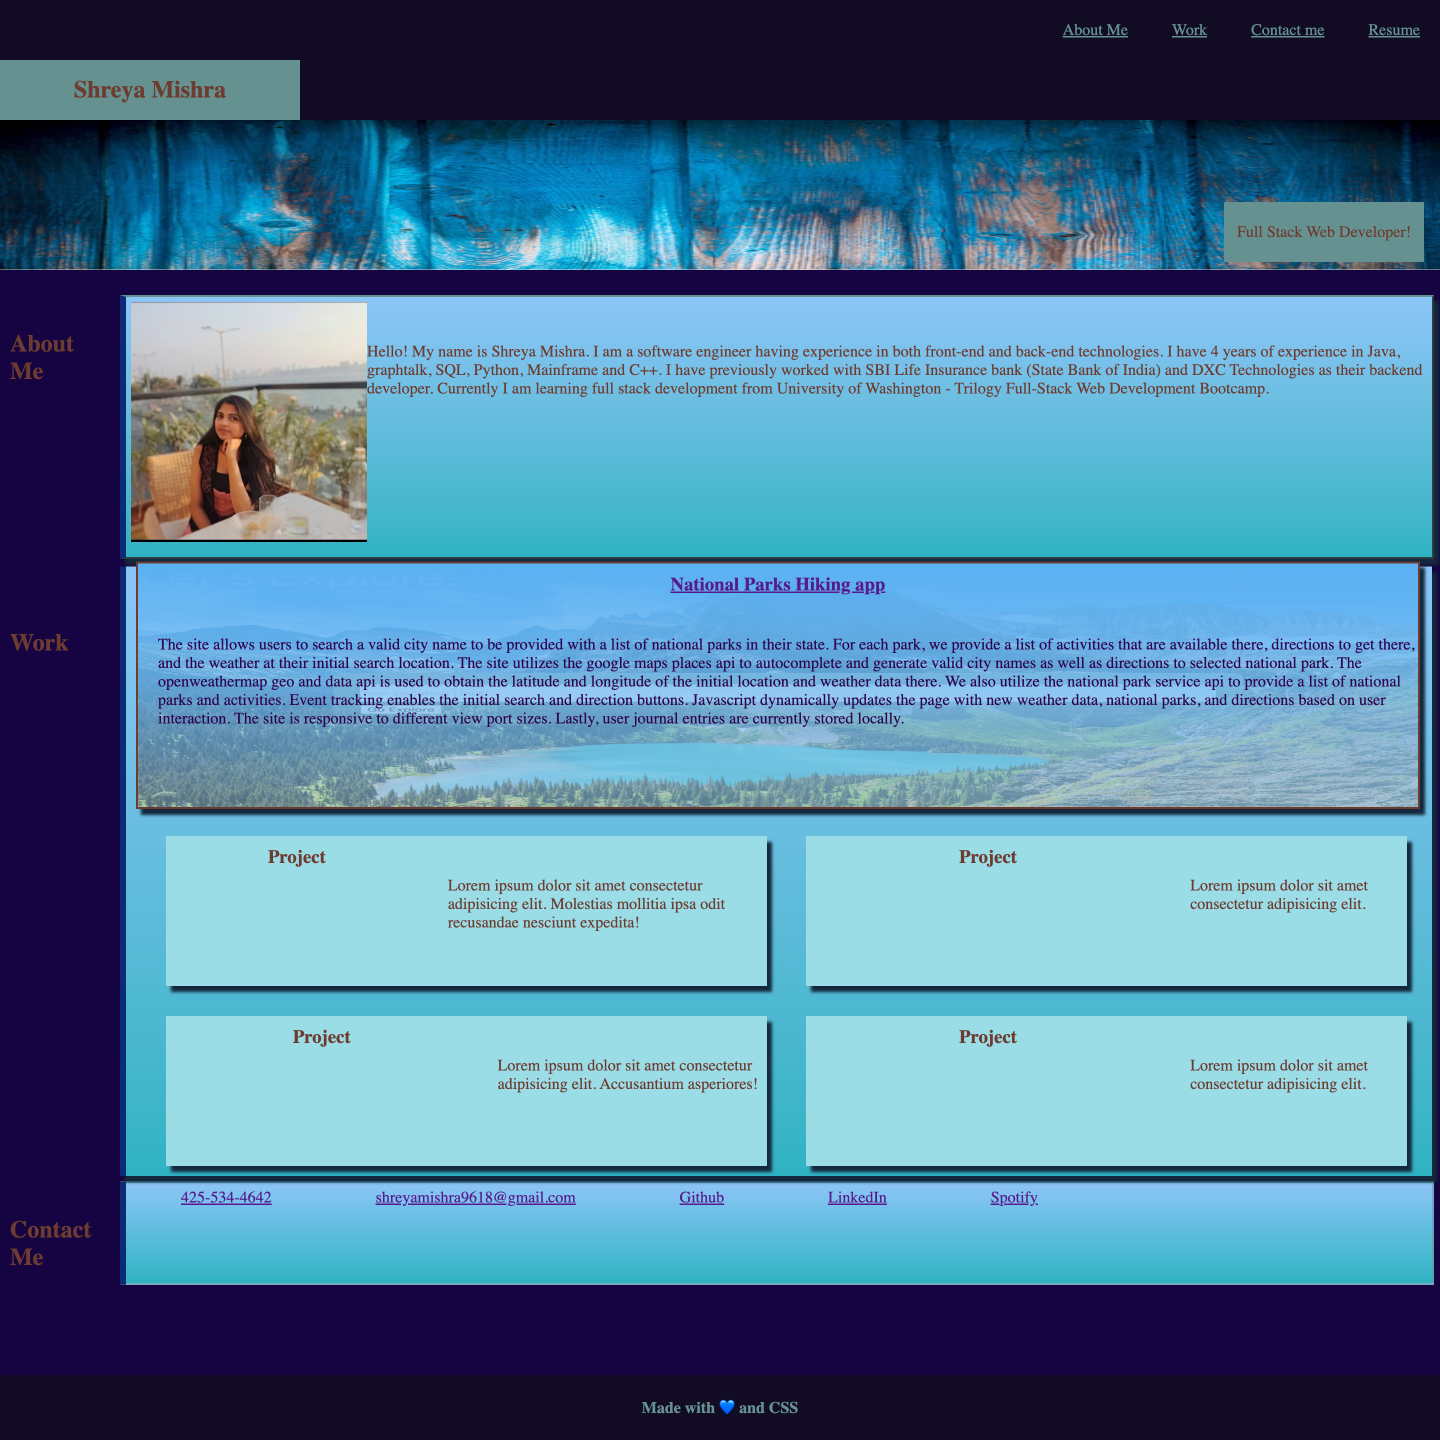 About Me Work Contact me Resume
Shreya Mishra
Full Stack Web Developer!
About
Me
Hello! My name is Shreya Mishra. I am a software engineer having experience in both front-end and back-end technologies. I have 4 years of experience in Java,
graphtalk, SQL, Python, Mainframe and C++. I have previously worked with SBI Life Insurance bank (State Bank of India) and DXC Technologies as their backend
developer. Currently I am learning full stack development from University of Washington - Trilogy Full-Stack Web Development Bootcamp.
Work
Let's Explore!
National Parks Hiking app
The site allows users to search a valid city name to be provided with a list of national parks in their state. For each park, we provide a list of activities that are available there, directions to get there,
and the weather at their initial search location. The site utilizes the google maps places api to autocomplete and generate valid city names as well as directions to selected national park. The
openweathermap geo and data api is used to obtain the latitude and longitude of the initial location and weather data there. We also utilize the national park service api to provide a list of national
parks and activities. Event tracking enables the initial search and direction buttons. Javascript dynamically updates the page with new weather data, national parks, and directions based on user
Go Explore
interaction. The site is responsive to different view port sizes. Lastly, user journal entries are currently stored locally.
Project
Lorem ipsum dolor sit amet consectetur
adipisicing elit. Molestias mollitia ipsa odit
recusandae nesciunt expedita!
Project
Lorem ipsum dolor sit amet
consectetur adipisicing elit.
Project
Lorem ipsum dolor sit amet consectetur
adipisicing elit. Accusantium asperiores!
Project
Lorem ipsum dolor sit amet
consectetur adipisicing elit.
Contact
Me
425-534-4642 shreyamishra9618@gmail.com Github LinkedIn Spotify
Made with 💙 and CSS